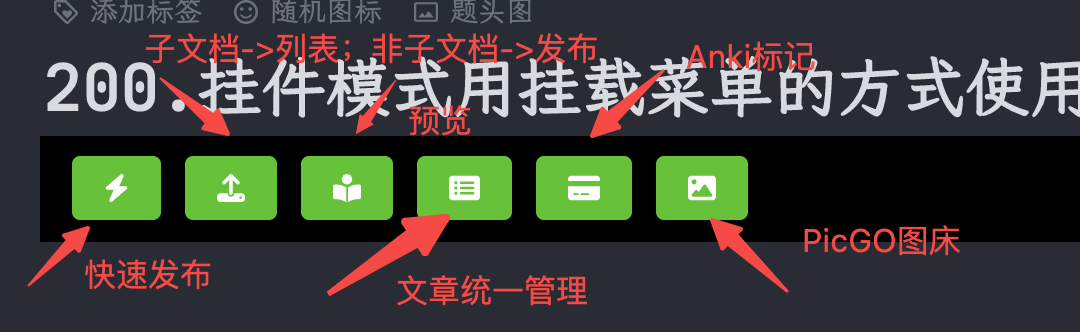 添加标签 随机图标 题头图
子文档->列表；非子文档->发布
Anki标记
200.挂件模式用挂载菜单的方式使用
预览
PicGO图床
快速发布
文章统一管理